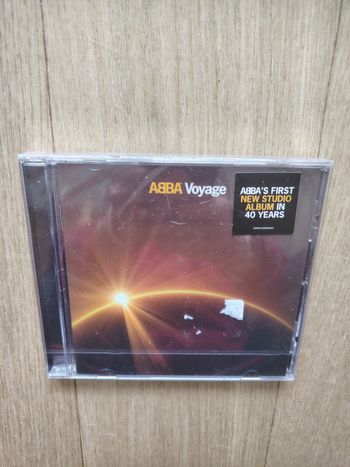 ABBA Voyage
ABBA'S FIRST
NEW STUDIO
ALBUM IN
40 YEARS